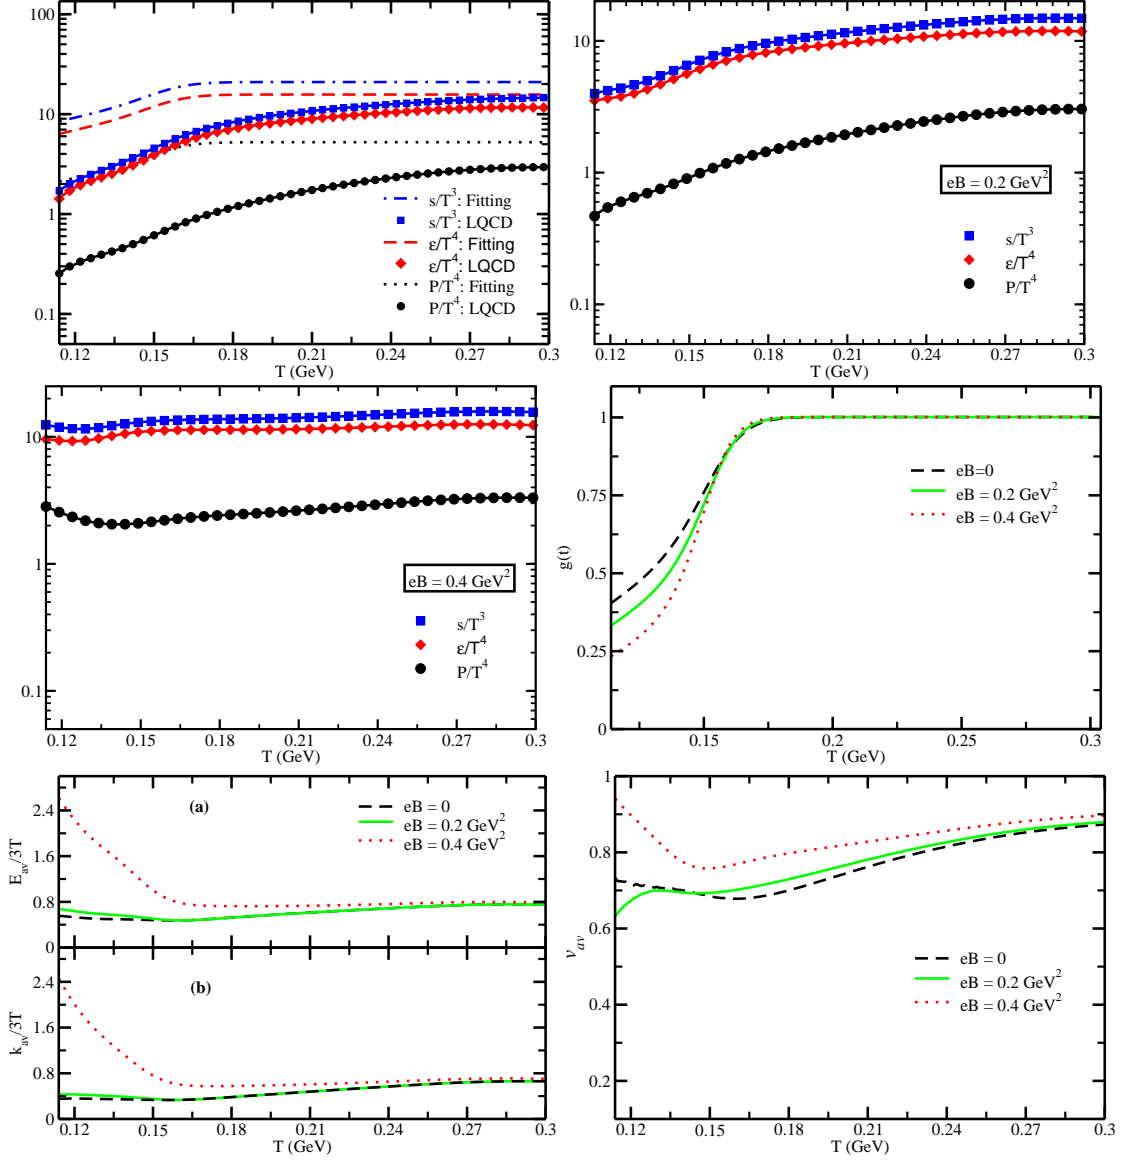 100
10
1
0.1
s/T³: Fitting
s/T³: LQCD
ε/T⁴: Fitting
ε/T⁴: LQCD
P/T⁴: Fitting
P/T⁴: LQCD
0.12 0.15 0.18 0.21 0.24 0.27 0.3
T (GeV)
10
1
0.1
eB = 0.2 GeV²
s/T³
ε/T⁴
P/T⁴
0.12 0.15 0.18 0.21 0.24 0.27 0.3
T (GeV)
10
1
0.1
eB = 0.4 GeV²
s/T³
ε/T⁴
P/T⁴
0.12 0.15 0.18 0.21 0.24 0.27 0.3
T (GeV)
g(t)
1
0.75
0.5
0.25
0
eB=0
eB = 0.2 GeV²
eB = 0.4 GeV²
0.15 0.2 0.25 0.3
T (GeV)
E_av/3T
2.4
1.6
0.8
0
(a)
eB = 0
eB = 0.2 GeV²
eB = 0.4 GeV²
k_av/3T
2.4
1.6
0.8
0
(b)
0.12 0.15 0.18 0.21 0.24 0.27 0.3
T (GeV)
v_av
1
0.8
0.6
0.4
0.2
eB = 0
eB = 0.2 GeV²
eB = 0.4 GeV²
0.12 0.15 0.18 0.21 0.24 0.27 0.3
T (GeV)